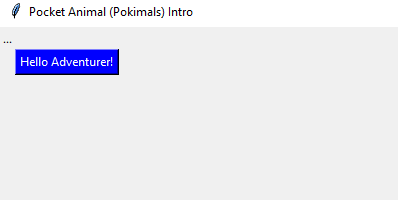 Pocket Animal (Pokimals) Intro
...
Hello Adventurer!